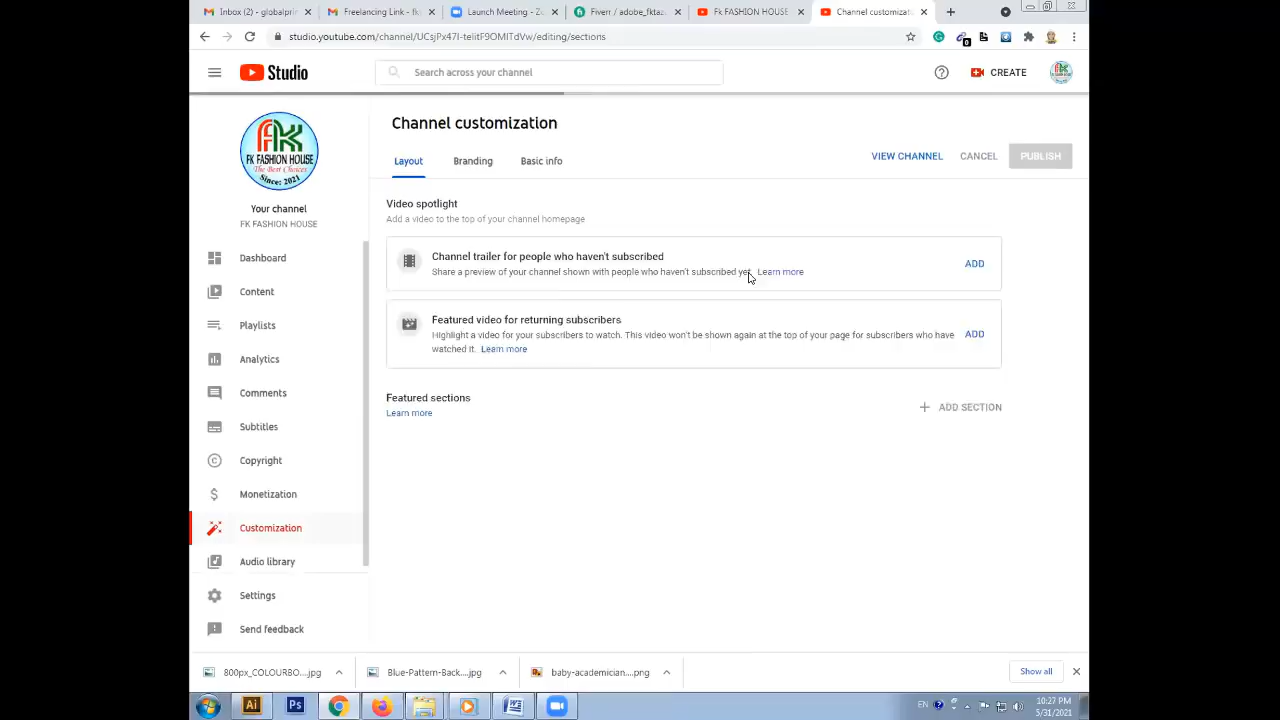 Inbox (2) - globalpri
Freelancing Link - fk
Launch Meeting - Zo
Fiverr / adobe_fktaz
Fk FASHION HOUSE
Channel customizat
studio.youtube.com/channel/UCsjPx47I-teIitF9OMITdVw/editing/sections
0
Studio
Search across your channel
CREATE
FK
FK FASHION HOUSE
The Best Choices
Since: 2021
Your channel
FK FASHION HOUSE
Dashboard
Content
Playlists
Analytics
Comments
Subtitles
Copyright
Monetization
Customization
Audio library
Settings
Send feedback
Channel customization
Layout
Branding
Basic info
VIEW CHANNEL
CANCEL
PUBLISH
Video spotlight
Add a video to the top of your channel homepage
Channel trailer for people who haven't subscribed
Share a preview of your channel shown with people who haven't subscribed yet. Learn more
ADD
Featured video for returning subscribers
Highlight a video for your subscribers to watch. This video won't be shown again at the top of your page for subscribers who have
watched it. Learn more
ADD
Featured sections
Learn more
ADD SECTION
800px_COLOURBO....jpg
Blue-Pattern-Back....jpg
baby-academician....png
Show all
Ai
Ps
EN
10:27 PM
5/31/2021